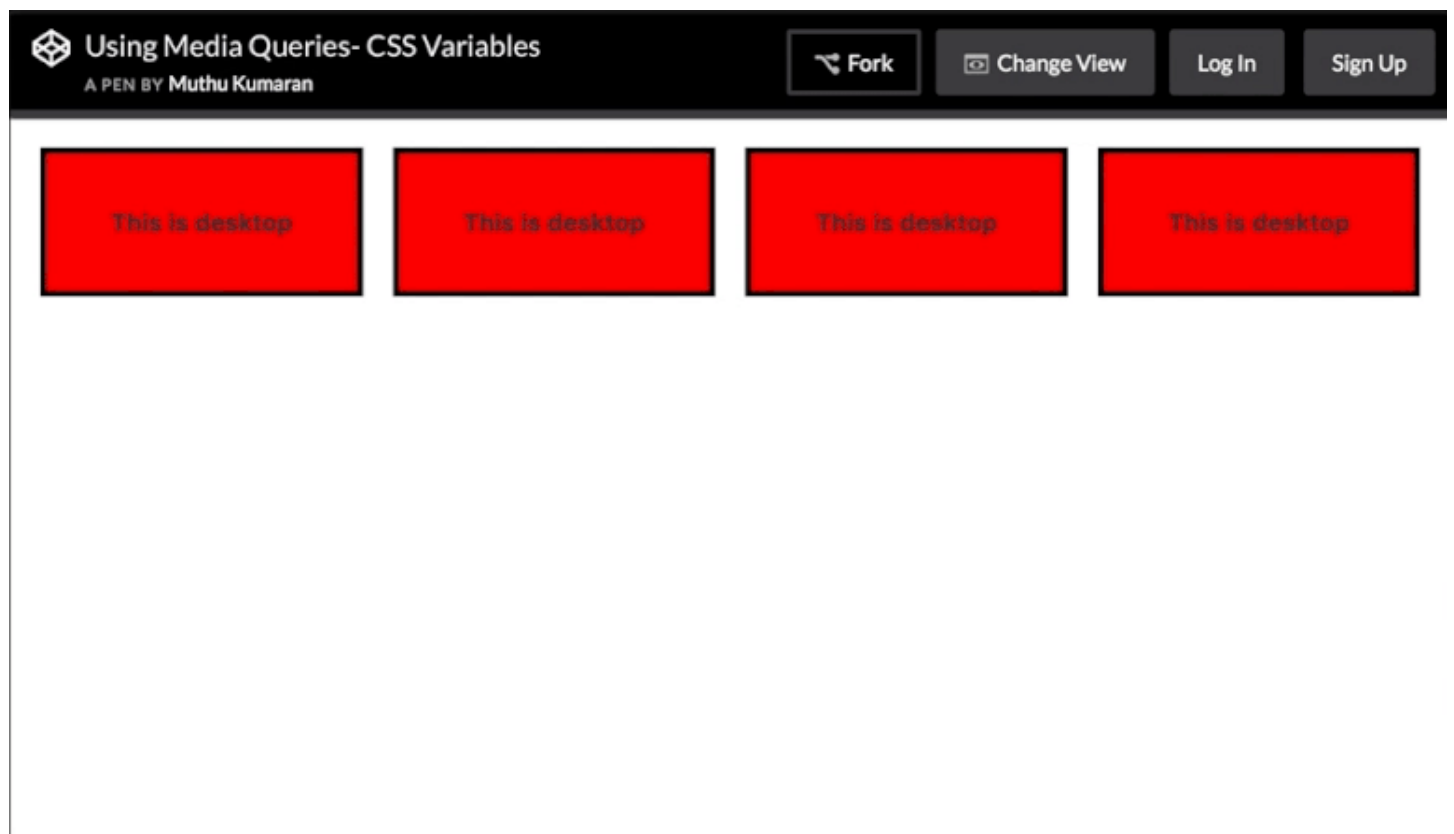 Using Media Queries- CSS Variables
A PEN BY Muthu Kumaran
Fork
Change View
Log In
Sign Up
This is desktop
This is desktop
This is desktop
This is desktop